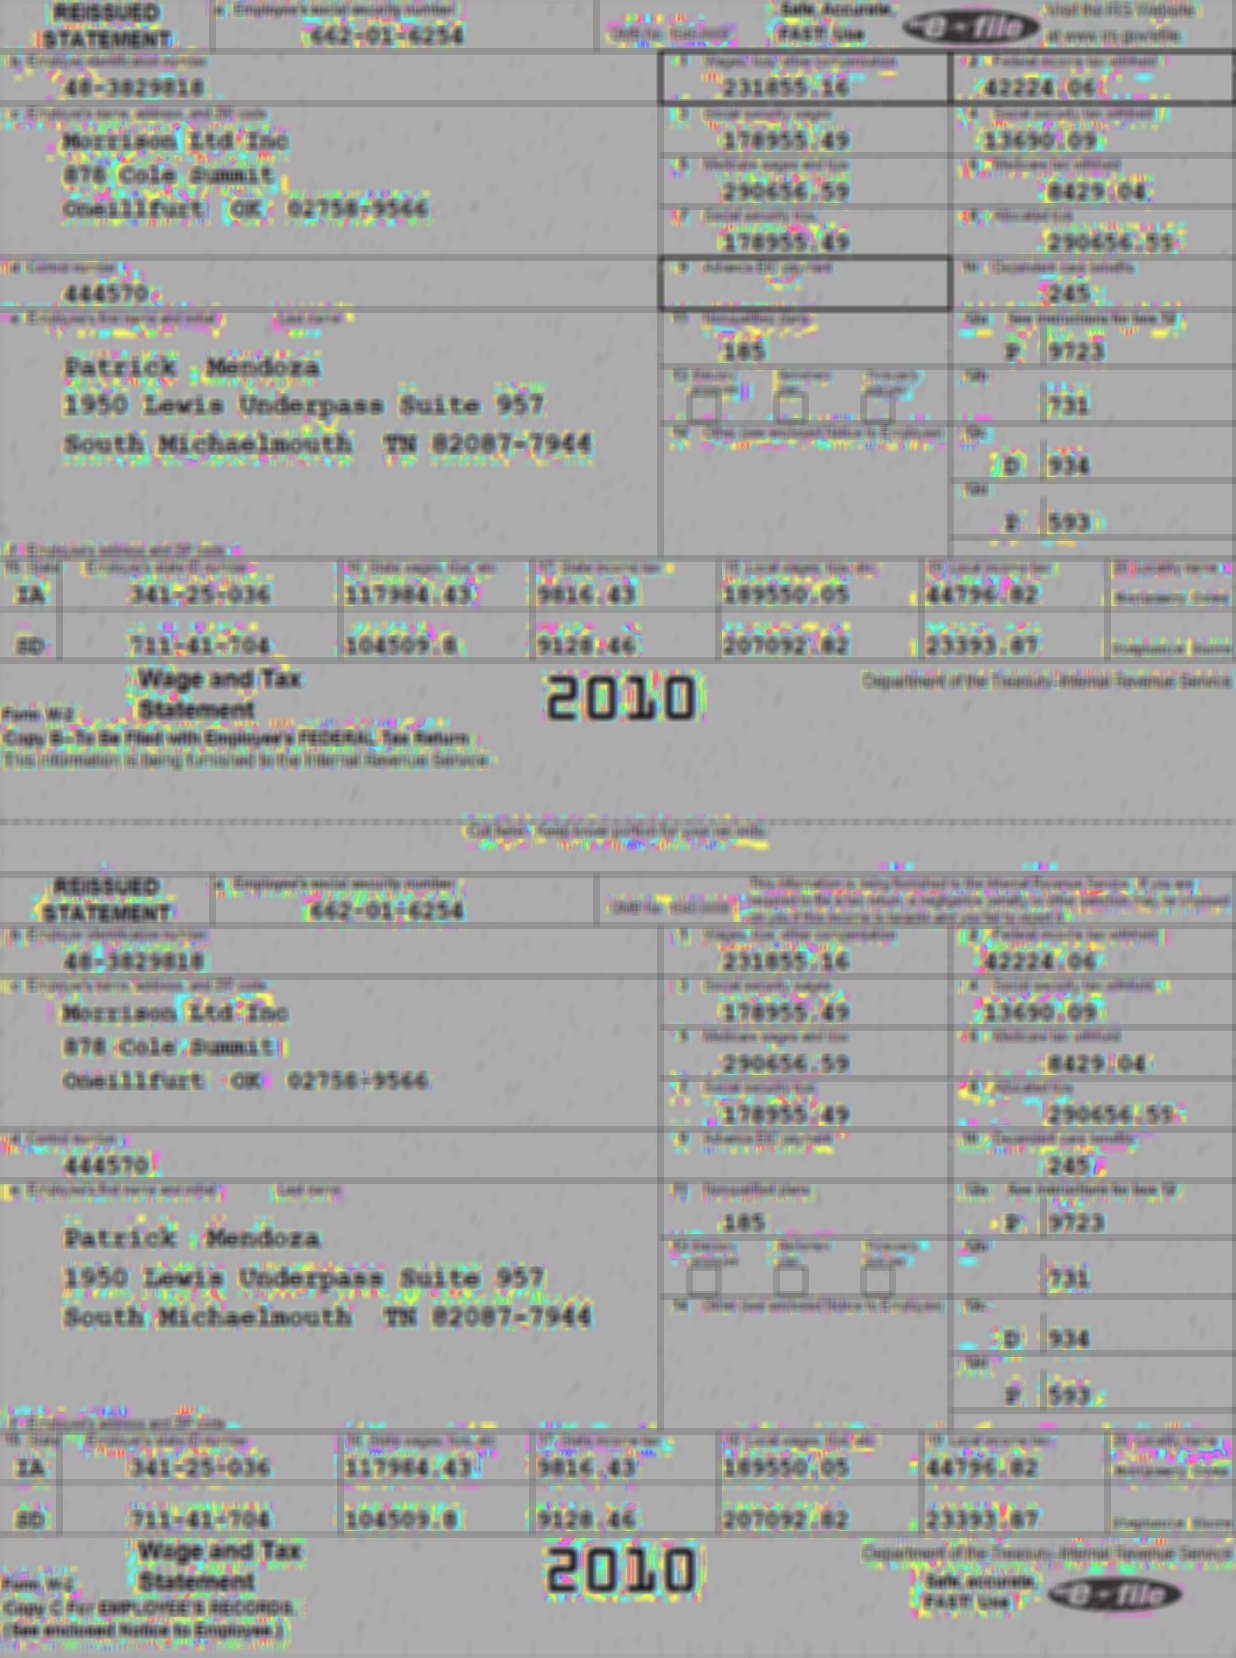 REISSUED STATEMENT
a Employee's social security number
662-01-6254
OMB No.
Safe, Accurate, FAST! Use
e-file
Visit the IRS Website at www.irs.gov/efile
b Employer identification number
48-3829818
1 Wages, tips, other compensation
231855.16
2 Federal income tax withheld
42224.06
c Employer's name, address, and ZIP code
Morrison Ltd Inc
878 Cole Summit
Oneillfurt OK 02758-9566
3 Social security wages
178955.49
4 Social security tax withheld
13690.09
5 Medicare wages and tips
290656.59
6 Medicare tax withheld
8429.04
7 Social security tips
178955.49
8 Allocated tips
290656.59
d Control number
444570
9 Advance EIC payment
10 Dependent care benefits
245
e Employee's first name and initial Last name
Patrick Mendoza
1950 Lewis Underpass Suite 957
South Michaelmouth TN 82087-7944
11 Nonqualified plans
185
12a See instructions for box 12
P 9723
13 Statutory employee Retirement plan Third-party sick pay
12b
731
14 Other (see enclosed Notice to Employee)
12c
D 934
12d
P 593
f Employee's address and ZIP code
15 State Employer's state ID number 16 State wages, tips, etc. 17 State income tax 18 Local wages, tips, etc. 19 Local income tax 20 Locality name
IA 341-25-036 117984.43 9816.43 189550.05 44796.82
SD 711-41-704 104509.8 9128.46 207092.82 23393.87
Form W-2 Wage and Tax Statement
2010
Department of the Treasury-Internal Revenue Service
Copy B-To Be Filed with Employee's FEDERAL Tax Return
This information is being furnished to the Internal Revenue Service.
Cut here. Keep lower portion for your records.
REISSUED STATEMENT
a Employee's social security number
662-01-6254
OMB No.
This information is being furnished to the Internal Revenue Service. If you are
required to file a tax return, a negligence penalty or other sanction may be imposed
on you if this income is taxable and you fail to report it.
b Employer identification number
48-3829818
1 Wages, tips, other compensation
231855.16
2 Federal income tax withheld
42224.06
c Employer's name, address, and ZIP code
Morrison Ltd Inc
878 Cole Summit
Oneillfurt OK 02758-9566
3 Social security wages
178955.49
4 Social security tax withheld
13690.09
5 Medicare wages and tips
290656.59
6 Medicare tax withheld
8429.04
7 Social security tips
178955.49
8 Allocated tips
290656.59
d Control number
444570
9 Advance EIC payment
10 Dependent care benefits
245
e Employee's first name and initial Last name
Patrick Mendoza
1950 Lewis Underpass Suite 957
South Michaelmouth TN 82087-7944
11 Nonqualified plans
185
12a See instructions for box 12
P 9723
13 Statutory employee Retirement plan Third-party sick pay
12b
731
14 Other (see enclosed Notice to Employee)
12c
D 934
12d
P 593
f Employee's address and ZIP code
15 State Employer's state ID number 16 State wages, tips, etc. 17 State income tax 18 Local wages, tips, etc. 19 Local income tax 20 Locality name
IA 341-25-036 117984.43 9816.43 189550.05 44796.82
SD 711-41-704 104509.8 9128.46 207092.82 23393.87
Form W-2 Wage and Tax Statement
2010
Department of the Treasury-Internal Revenue Service
Copy C For EMPLOYEE'S RECORDS.
(See enclosed Notice to Employee.)
Safe, accurate, FAST! Use
e-file